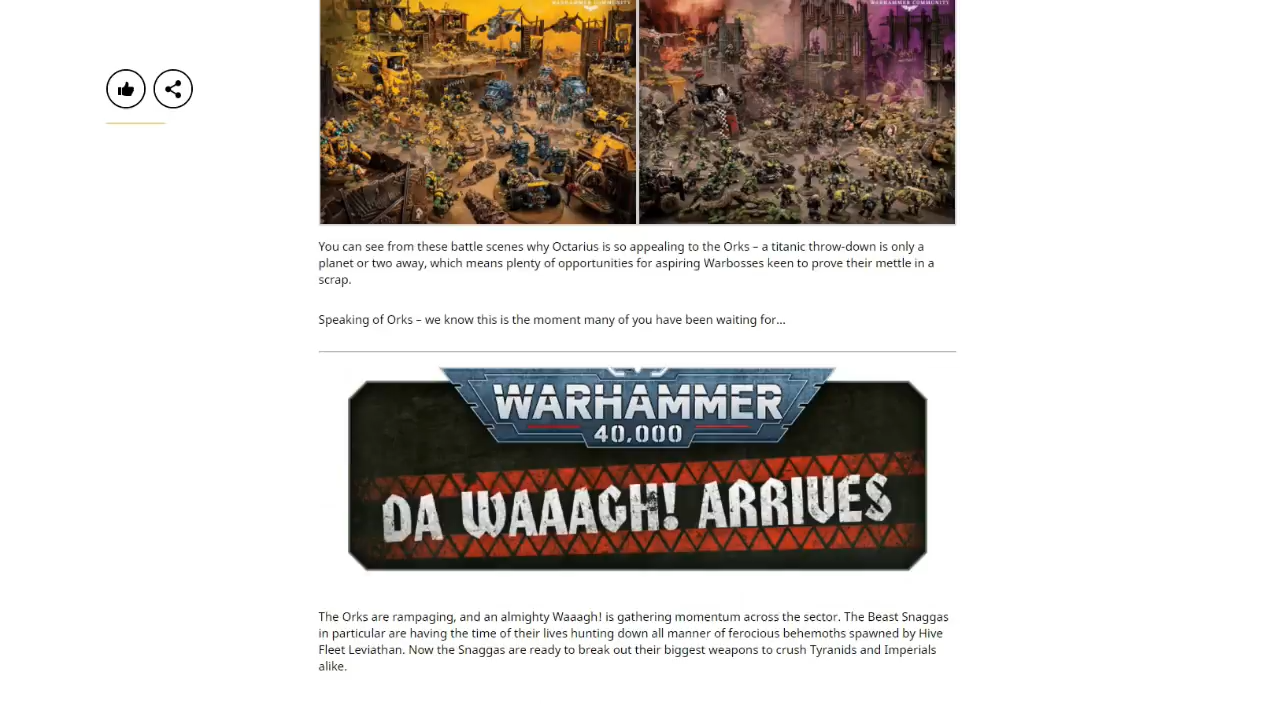 WARHAMMER COMMUNITY
WARHAMMER COMMUNITY
You can see from these battle scenes why Octarius is so appealing to the Orks – a titanic throw-down is only a
planet or two away, which means plenty of opportunities for aspiring Warbosses keen to prove their mettle in a
scrap.
Speaking of Orks – we know this is the moment many of you have been waiting for…
WARHAMMER
40,000
DA WAAAGH! ARRIVES
The Orks are rampaging, and an almighty Waaagh! is gathering momentum across the sector. The Beast Snaggas
in particular are having the time of their lives hunting down all manner of ferocious behemoths spawned by Hive
Fleet Leviathan. Now the Snaggas are ready to break out their biggest weapons to crush Tyranids and Imperials
alike.